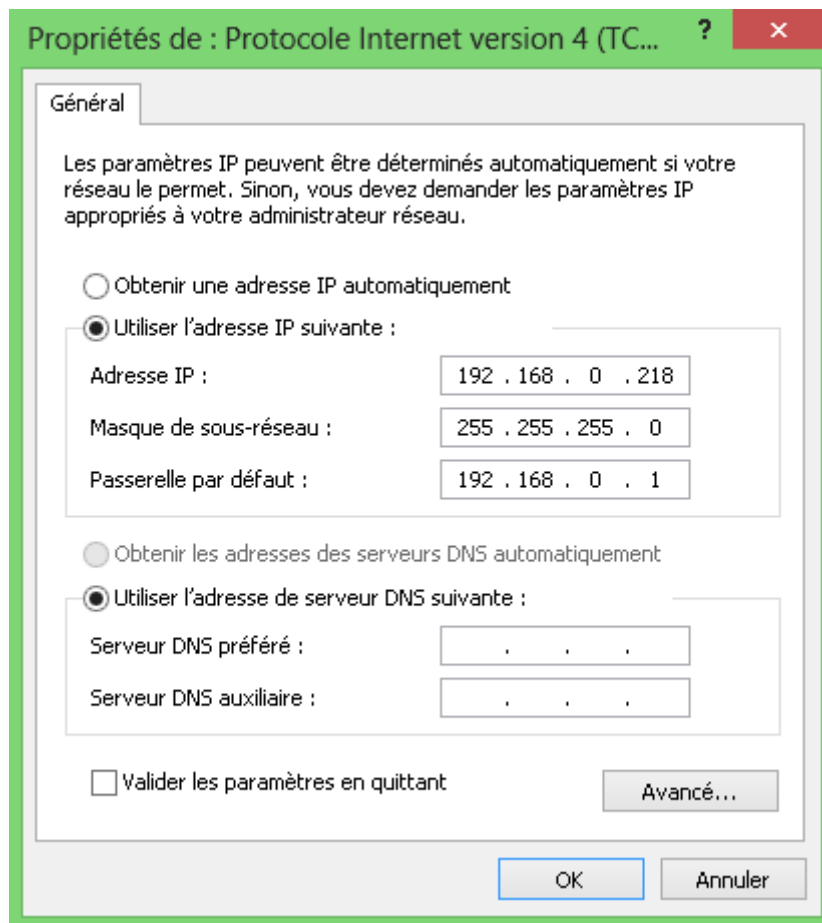 Propriétés de : Protocole Internet version 4 (TC...
?
Général
Les paramètres IP peuvent être déterminés automatiquement si votre
réseau le permet. Sinon, vous devez demander les paramètres IP
appropriés à votre administrateur réseau.
Obtenir une adresse IP automatiquement
Utiliser l'adresse IP suivante :
Adresse IP : 192 . 168 . 0 . 218
Masque de sous-réseau : 255 . 255 . 255 . 0
Passerelle par défaut : 192 . 168 . 0 . 1
Obtenir les adresses des serveurs DNS automatiquement
Utiliser l'adresse de serveur DNS suivante :
Serveur DNS préféré : . . .
Serveur DNS auxiliaire : . . .
Valider les paramètres en quittant
Avancé...
OK Annuler